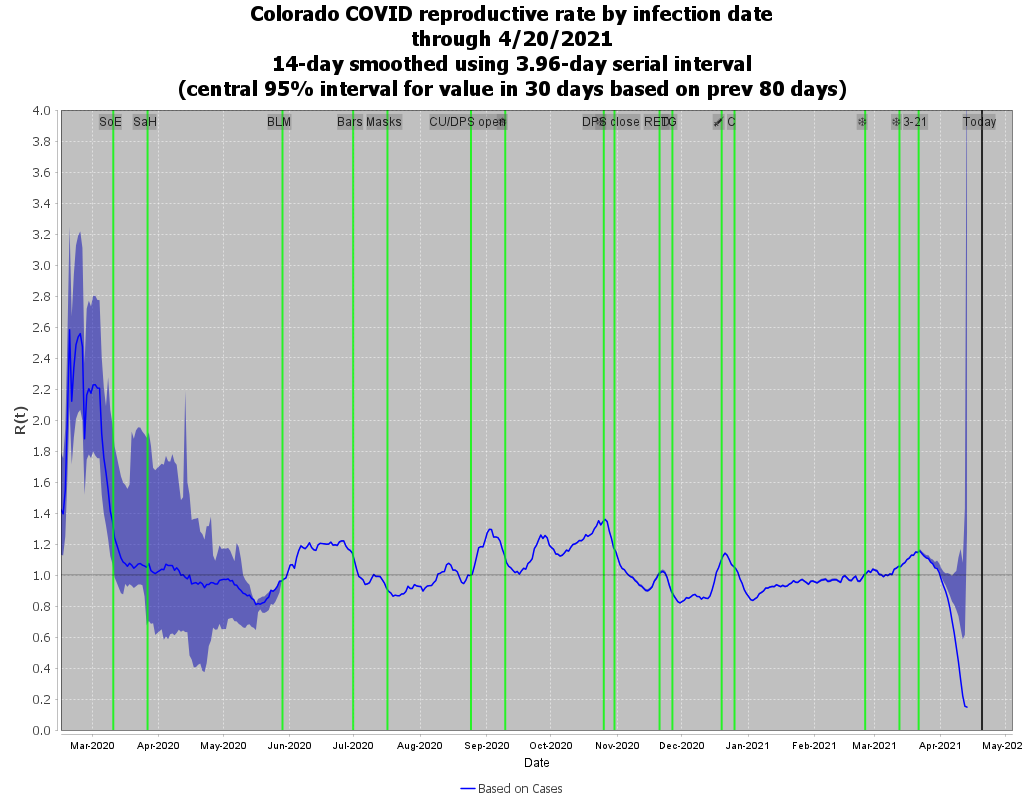 Colorado COVID reproductive rate by infection date
through 4/20/2021
14-day smoothed using 3.96-day serial interval
(central 95% interval for value in 30 days based on prev 80 days)
SoE SaH BLM Bars Masks CU/DPS open DPS close RED C 3-21 Today
4.0
3.8
3.6
3.4
3.2
3.0
2.8
2.6
2.4
2.2
2.0
1.8
1.6
1.4
1.2
1.0
0.8
0.6
0.4
0.2
0.0
R(t)
Mar-2020 Apr-2020 May-2020 Jun-2020 Jul-2020 Aug-2020 Sep-2020 Oct-2020 Nov-2020 Dec-2020 Jan-2021 Feb-2021 Mar-2021 Apr-2021 May-202
Date
Based on Cases